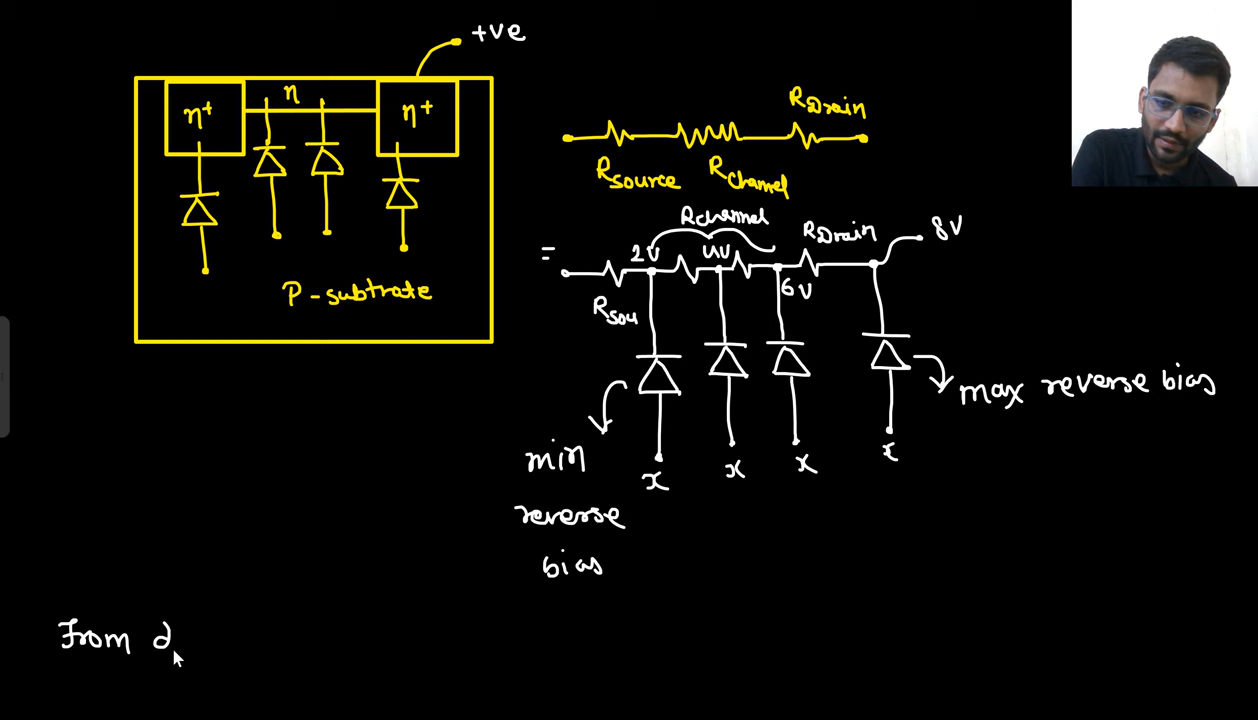 +ve
n+ n n+
P-subtrate
RDrain
Rsource Rchannel
Rchannel
RDrain 8V
= 2V 4V
6V
Rsou
max reverse bias
x x x x
min
reverse
bias
From d